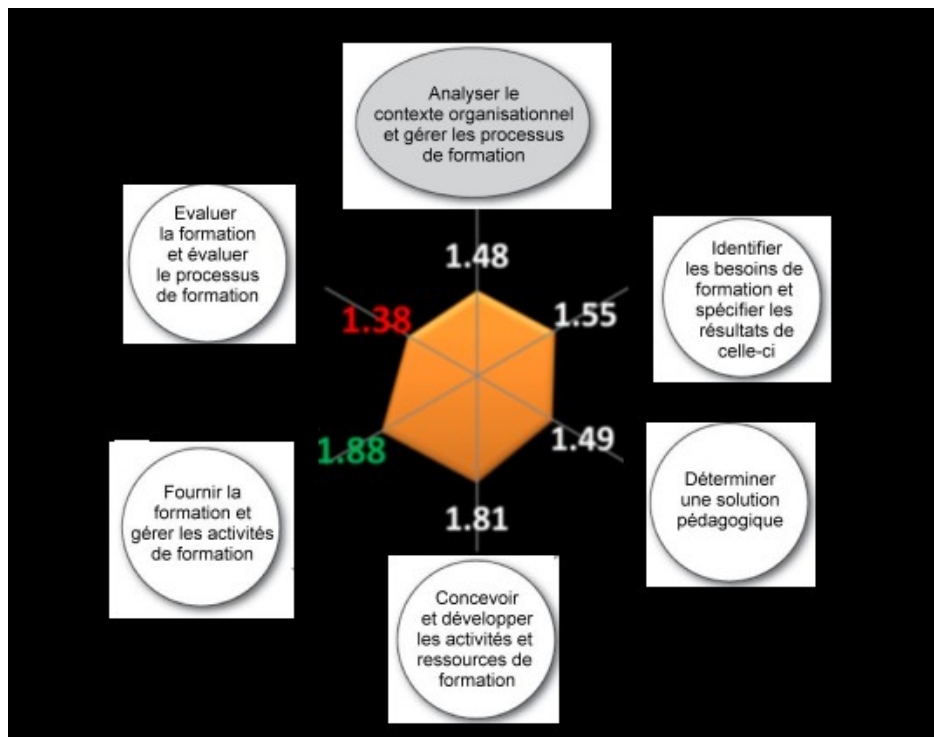 Analyser le
contexte organisationnel
et gérer les processus
de formation
Evaluer
la formation
et évaluer
le processus
de formation
1.48
Identifier
les besoins de
formation et
spécifier les
résultats de
celle-ci
1.38
1.55
1.88
1.49
Déterminer
une solution
pédagogique
Fournir la
formation et
gérer les activités
de formation
1.81
Concevoir
et développer
les activités et
ressources de
formation